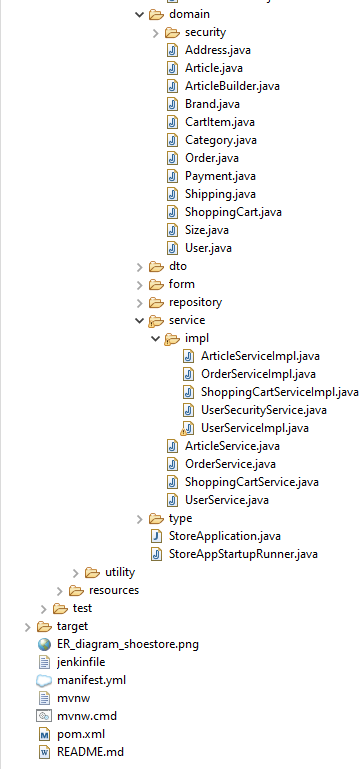 domain
security
Address.java
Article.java
ArticleBuilder.java
Brand.java
CartItem.java
Category.java
Order.java
Payment.java
Shipping.java
ShoppingCart.java
Size.java
User.java
dto
form
repository
service
impl
ArticleServiceImpl.java
OrderServiceImpl.java
ShoppingCartServiceImpl.java
UserSecurityService.java
UserServiceImpl.java
ArticleService.java
OrderService.java
ShoppingCartService.java
UserService.java
type
StoreApplication.java
StoreAppStartupRunner.java
utility
resources
test
target
ER_diagram_shoestore.png
jenkinfile
manifest.yml
mvnw
mvnw.cmd
pom.xml
README.md